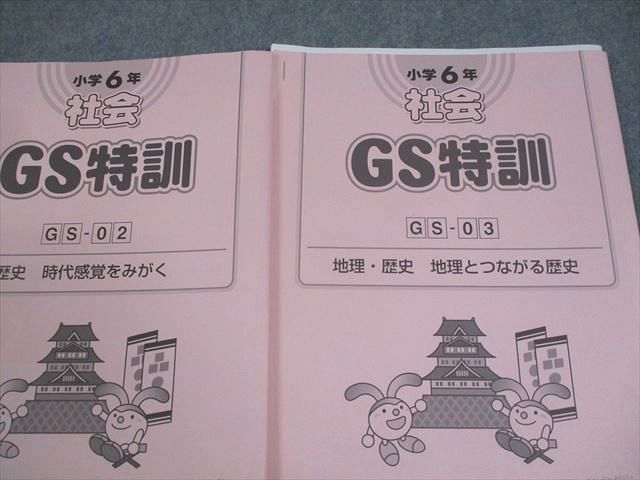 小学6年
社会
GS特訓
GS-02
歴史 時代感覚をみがく
小学6年
社会
GS特訓
GS-03
地理・歴史 地理とつながる歴史